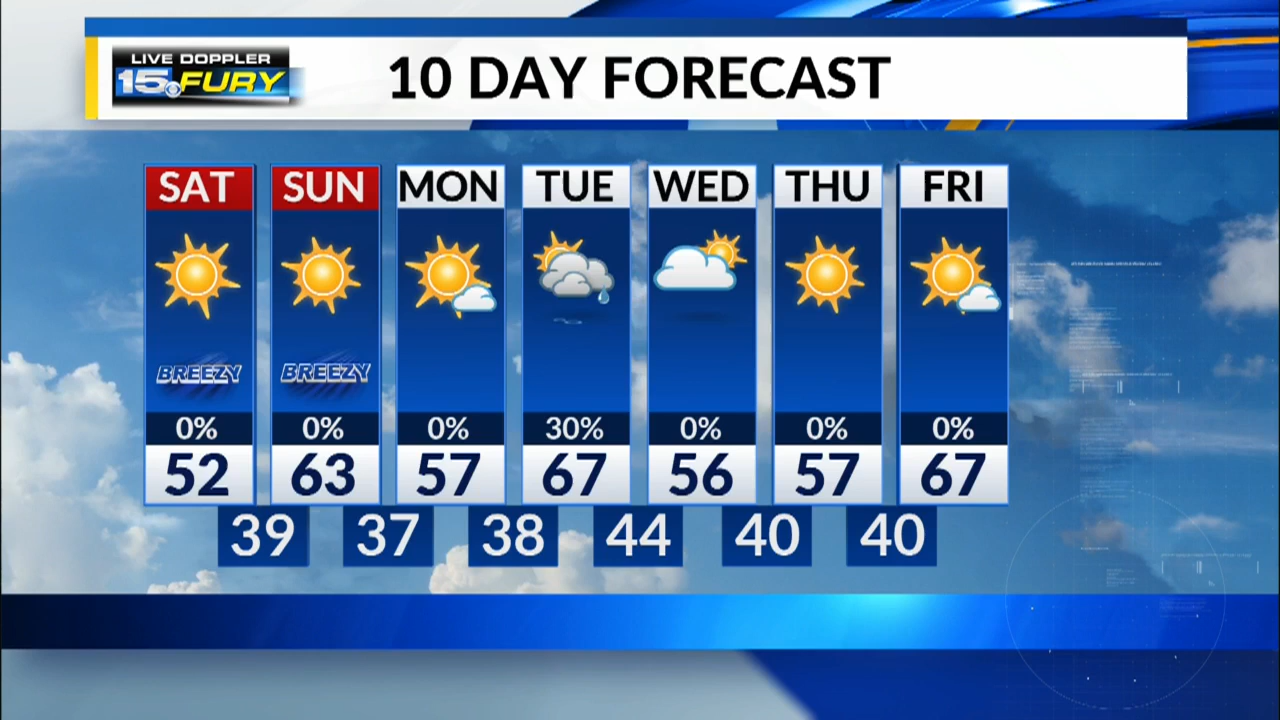 LIVE DOPPLER
15 FURY
10 DAY FORECAST
SAT SUN MON TUE WED THU FRI
BREEZY BREEZY
0% 0% 0% 30% 0% 0% 0%
52 63 57 67 56 57 67
39 37 38 44 40 40